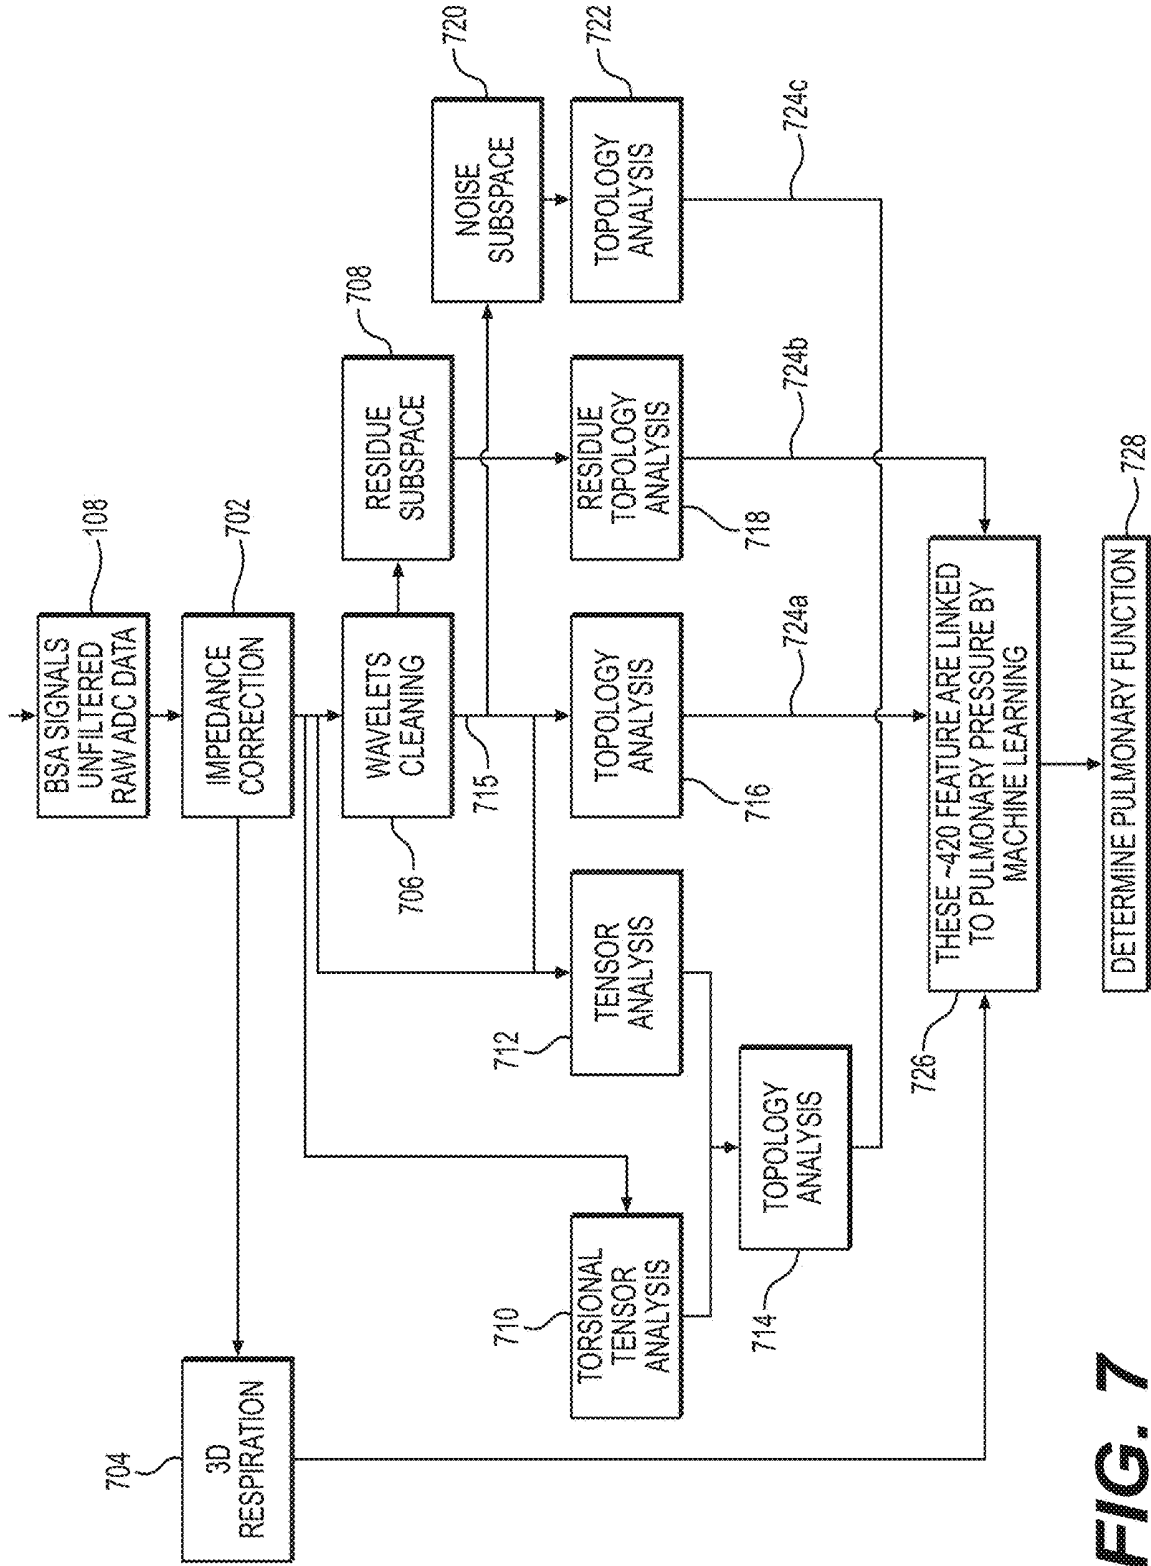 108
BSA SIGNALS
UNFILTERED
RAW ADC DATA
702
IMPEDANCE
CORRECTION
704
3D
RESPIRATION
706
WAVELETS
CLEANING
708
RESIDUE
SUBSPACE
720
NOISE
SUBSPACE
715
710
TORSIONAL
TENSOR
ANALYSIS
712
TENSOR
ANALYSIS
716
TOPOLOGY
ANALYSIS
718
RESIDUE
TOPOLOGY
ANALYSIS
722
TOPOLOGY
ANALYSIS
714
TOPOLOGY
ANALYSIS
724a
724b
724c
726
THESE ~420 FEATURE ARE LINKED
TO PULMONARY PRESSURE BY
MACHINE LEARNING
728
DETERMINE PULMONARY FUNCTION
FIG. 7